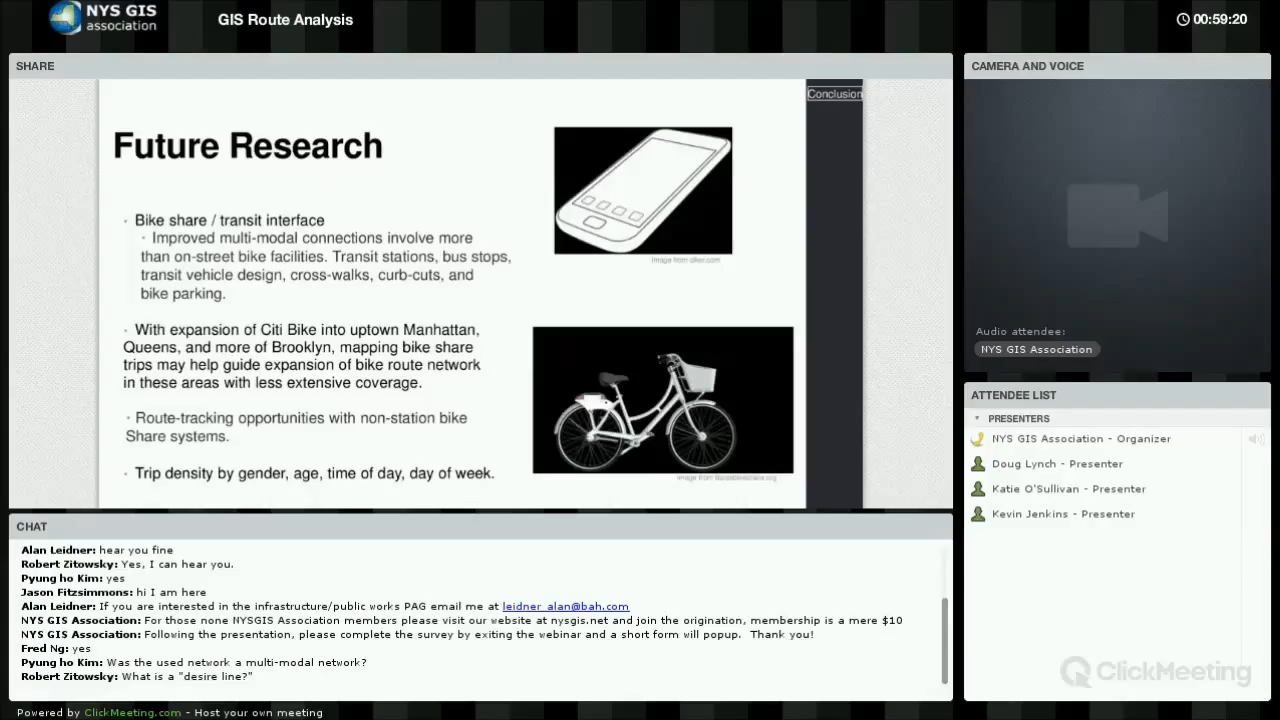 NYS GIS
association
GIS Route Analysis
00:59:20
SHARE
CAMERA AND VOICE
Conclusion
Future Research
· Bike share / transit interface
· Improved multi-modal connections involve more
than on-street bike facilities. Transit stations, bus stops,
transit vehicle design, cross-walks, curb-cuts, and
bike parking.
· With expansion of Citi Bike into uptown Manhattan,
Queens, and more of Brooklyn, mapping bike share
trips may help guide expansion of bike route network
in these areas with less extensive coverage.
· Route-tracking opportunities with non-station bike
Share systems.
· Trip density by gender, age, time of day, day of week.
Image from clker.com
Image from
Audio attendee:
NYS GIS Association
ATTENDEE LIST
PRESENTERS
NYS GIS Association - Organizer
Doug Lynch - Presenter
Katie O'Sullivan - Presenter
Kevin Jenkins - Presenter
CHAT
Alan Leidner: hear you fine
Robert Zitowsky: Yes, I can hear you.
Pyung ho Kim: yes
Jason Fitzsimmons: hi I am here
Alan Leidner: If you are interested in the infrastructure/public works PAG email me at leidner_alan@bah.com
NYS GIS Association: For those none NYSGIS Association members please visit our website at nysgis.net and join the origination, membership is a mere $10
NYS GIS Association: Following the presentation, please complete the survey by exiting the webinar and a short form will popup. Thank you!
Fred Ng: yes
Pyung ho Kim: Was the used network a multi-modal network?
Robert Zitowsky: What is a "desire line?"
ClickMeeting
Powered by ClickMeeting.com - Host your own meeting